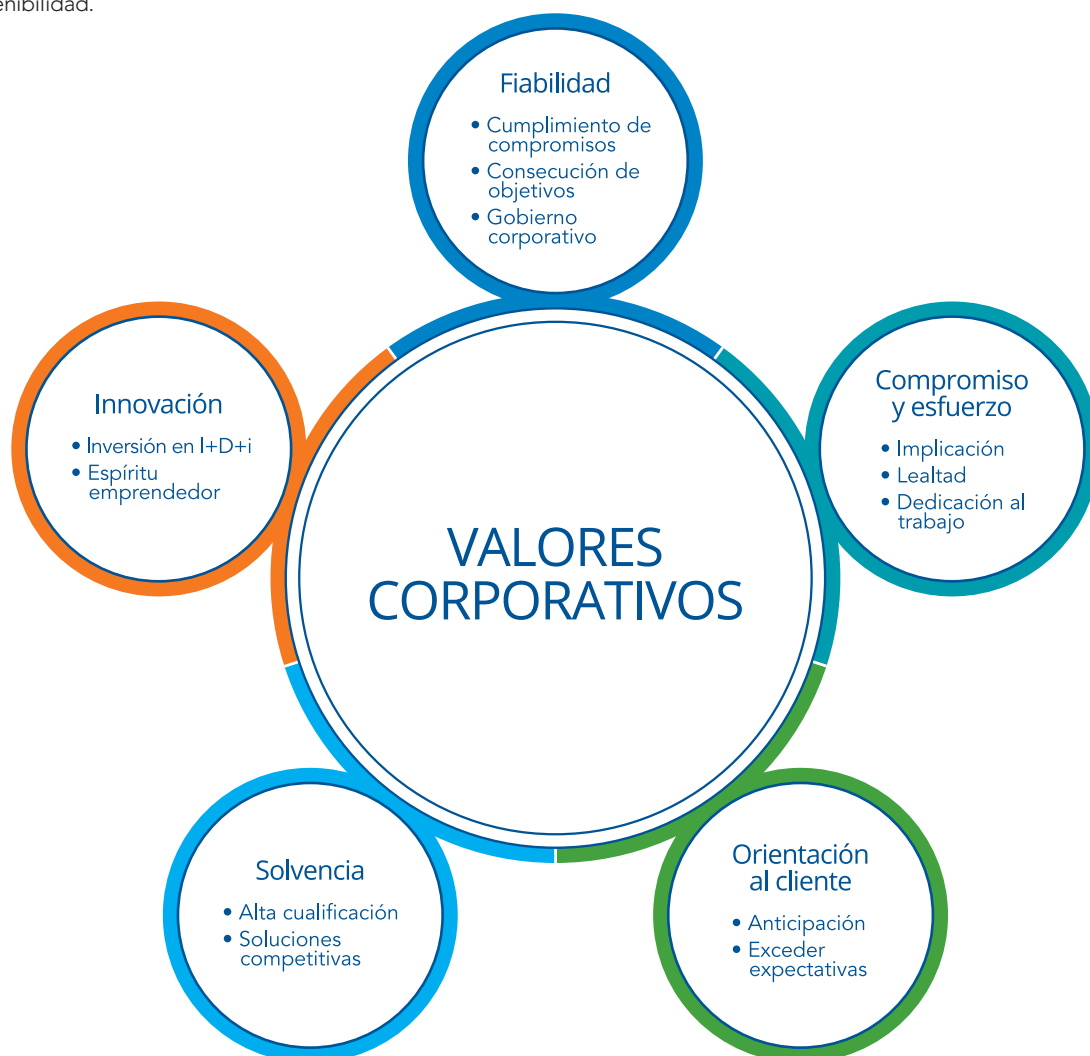 enibilidad.
Fiabilidad
• Cumplimiento de
compromisos
• Consecución de
objetivos
• Gobierno
corporativo
Compromiso
y esfuerzo
• Implicación
• Lealtad
• Dedicación al
trabajo
Innovación
• Inversión en I+D+i
• Espíritu
emprendedor
VALORES
CORPORATIVOS
Orientación
al cliente
• Anticipación
• Exceder
expectativas
Solvencia
• Alta cualificación
• Soluciones
competitivas